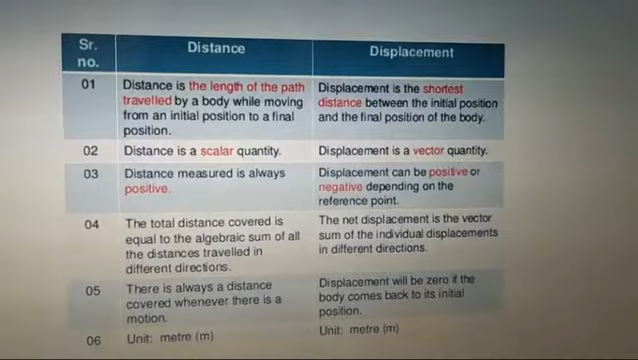 Sr. no.
Distance
Displacement
01
Distance is the length of the path
travelled by a body while moving
from an initial position to a final
position.
Displacement is the shortest
distance between the initial position
and the final position of the body.
02
Distance is a scalar quantity.
Displacement is a vector quantity.
03
Distance measured is always
positive.
Displacement can be positive or
negative depending on the
reference point.
04
The total distance covered is
equal to the algebraic sum of all
the distances travelled in
different directions.
The net displacement is the vector
sum of the individual displacements
in different directions.
05
There is always a distance
covered whenever there is a
motion.
Displacement will be zero if the
body comes back to its initial
position.
06
Unit: metre (m)
Unit: metre (m)